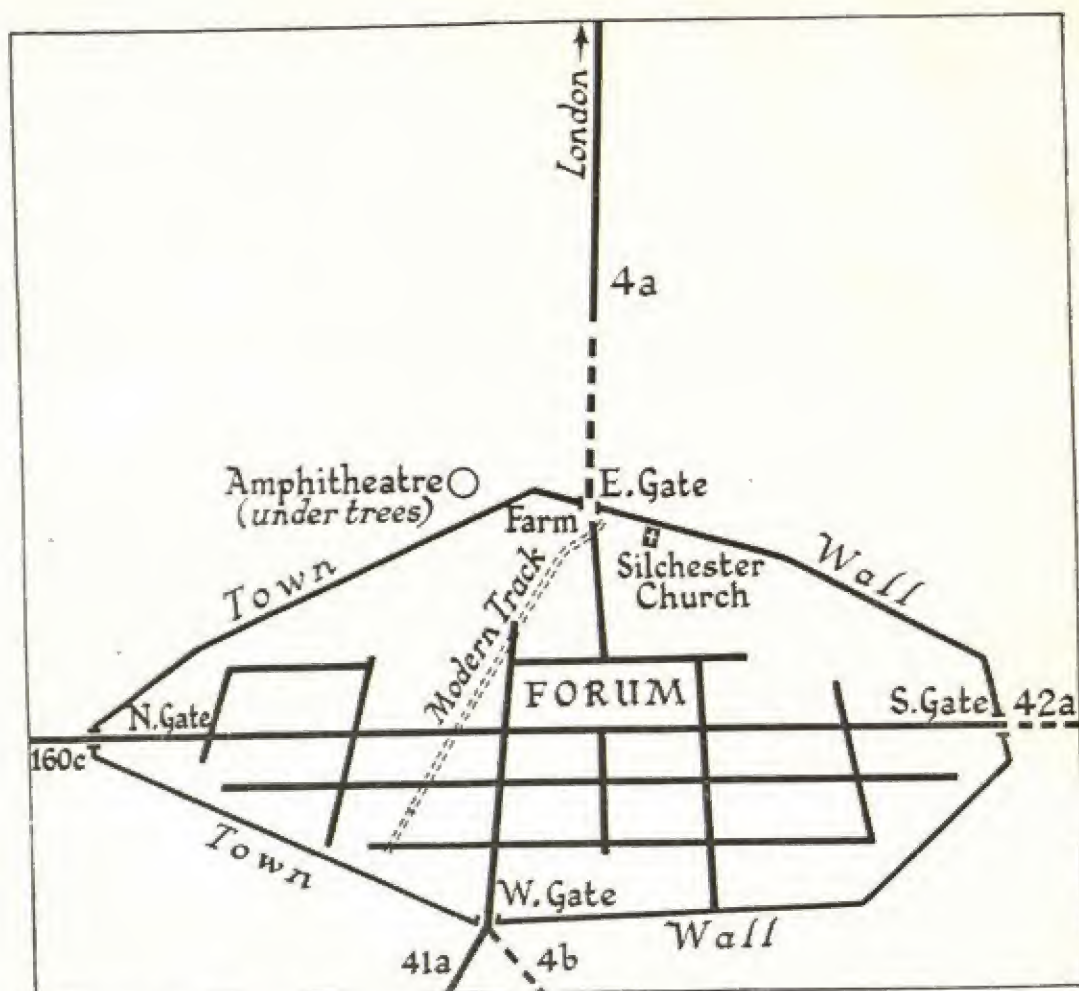 London
4a
Amphitheatre
(under trees)
E. Gate
Farm
Silchester
Church
Town
Wall
Modern Track
FORUM
N. Gate
S. Gate
42a
160c
Town
W. Gate
Wall
41a
4b